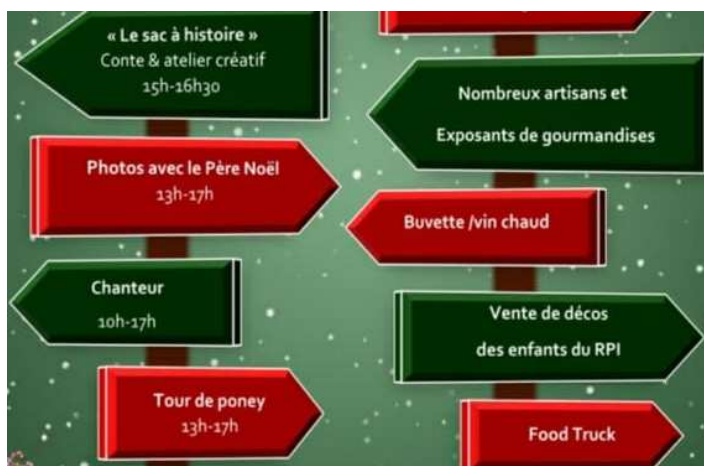 « Le sac à histoire »
Conte & atelier créatif
15h-16h30
Photos avec le Père Noël
13h-17h
Chanteur
10h-17h
Tour de poney
13h-17h
Nombreux artisans et
Exposants de gourmandises
Buvette /vin chaud
Vente de décos
des enfants du RPI
Food Truck